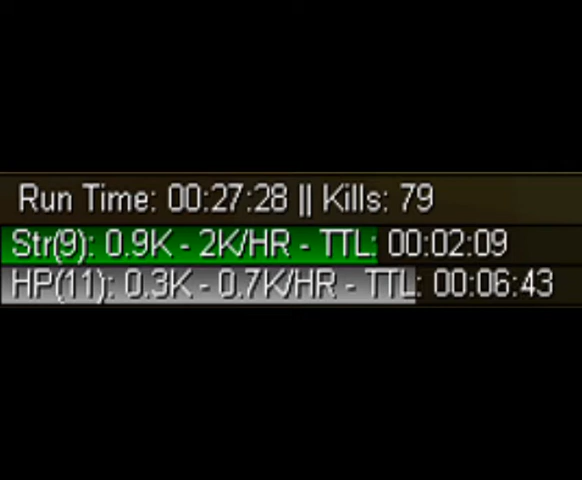 Run Time: 00:27:28 || Kills: 79
Str(9): 0.9K - 2K/HR - TTL: 00:02:09
HP(11): 0.3K - 0.7K/HR - TTL: 00:06:43